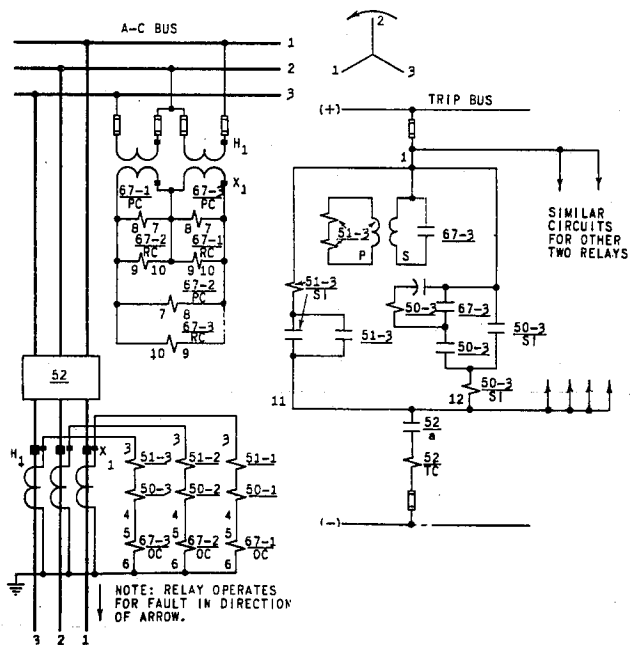 A-C BUS
1
2
3
2
1
3
(+)
TRIP BUS
H1
X1
1
SIMILAR
CIRCUITS
FOR OTHER
TWO RELAYS
67-1
PC
67-3
PC
8 7
8 7
67-2
RC
67-1
RC
9 10
9 10
67-2
PC
7 8
67-3
RC
10 9
51-3
P
S
67-3
51-3
SI
51-3
50-3
67-3
50-3
50-3
SI
50-3
SI
11
12
52
52
a
52
TC
(-)
H1
X1
3
3
3
51-3
51-2
51-1
50-3
50-2
50-1
4
4
4
5
5
5
67-3
OC
67-2
OC
67-1
OC
6
6
6
NOTE: RELAY OPERATES
FOR FAULT IN DIRECTION
OF ARROW.
3 2 1